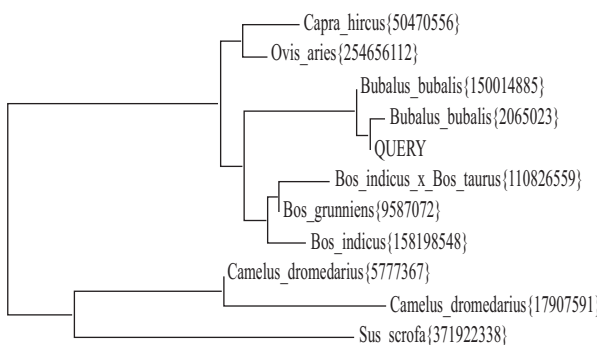 Capra_hircus{50470556}
Ovis_aries{254656112}
Bubalus_bubalis{150014885}
Bubalus_bubalis{2065023}
QUERY
Bos_indicus_x_Bos_taurus{110826559}
Bos_grunniens{9587072}
Bos_indicus{158198548}
Camelus_dromedarius{5777367}
Camelus_dromedarius{17907591}
Sus_scrofa{371922338}